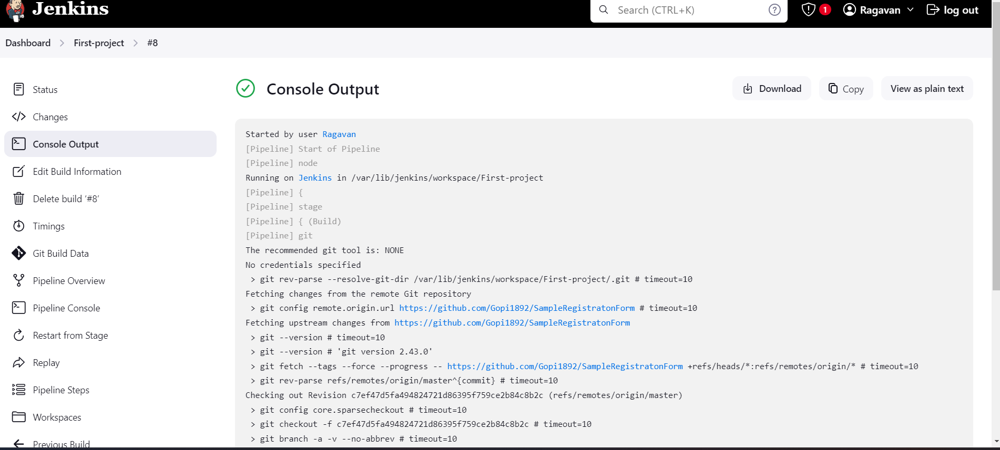 Jenkins
Search (CTRL+K)
?
1
Ragavan
log out
Dashboard > First-project > #8
Status
Changes
Console Output
Edit Build Information
Delete build ‘#8’
Timings
Git Build Data
Pipeline Overview
Pipeline Console
Restart from Stage
Replay
Pipeline Steps
Workspaces
Previous Build
Console Output
Download
Copy
View as plain text
Started by user Ragavan
[Pipeline] Start of Pipeline
[Pipeline] node
Running on Jenkins in /var/lib/jenkins/workspace/First-project
[Pipeline] {
[Pipeline] stage
[Pipeline] { (Build)
[Pipeline] git
The recommended git tool is: NONE
No credentials specified
 > git rev-parse --resolve-git-dir /var/lib/jenkins/workspace/First-project/.git # timeout=10
Fetching changes from the remote Git repository
 > git config remote.origin.url https://github.com/Gopi1892/SampleRegistratonForm # timeout=10
Fetching upstream changes from https://github.com/Gopi1892/SampleRegistratonForm
 > git --version # timeout=10
 > git --version # 'git version 2.43.0'
 > git fetch --tags --force --progress -- https://github.com/Gopi1892/SampleRegistratonForm +refs/heads/*:refs/remotes/origin/* # timeout=10
 > git rev-parse refs/remotes/origin/master^{commit} # timeout=10
Checking out Revision c7ef47d5fa494824721d86395f759ce2b84c8b2c (refs/remotes/origin/master)
 > git config core.sparsecheckout # timeout=10
 > git checkout -f c7ef47d5fa494824721d86395f759ce2b84c8b2c # timeout=10
 > git branch -a -v --no-abbrev # timeout=10